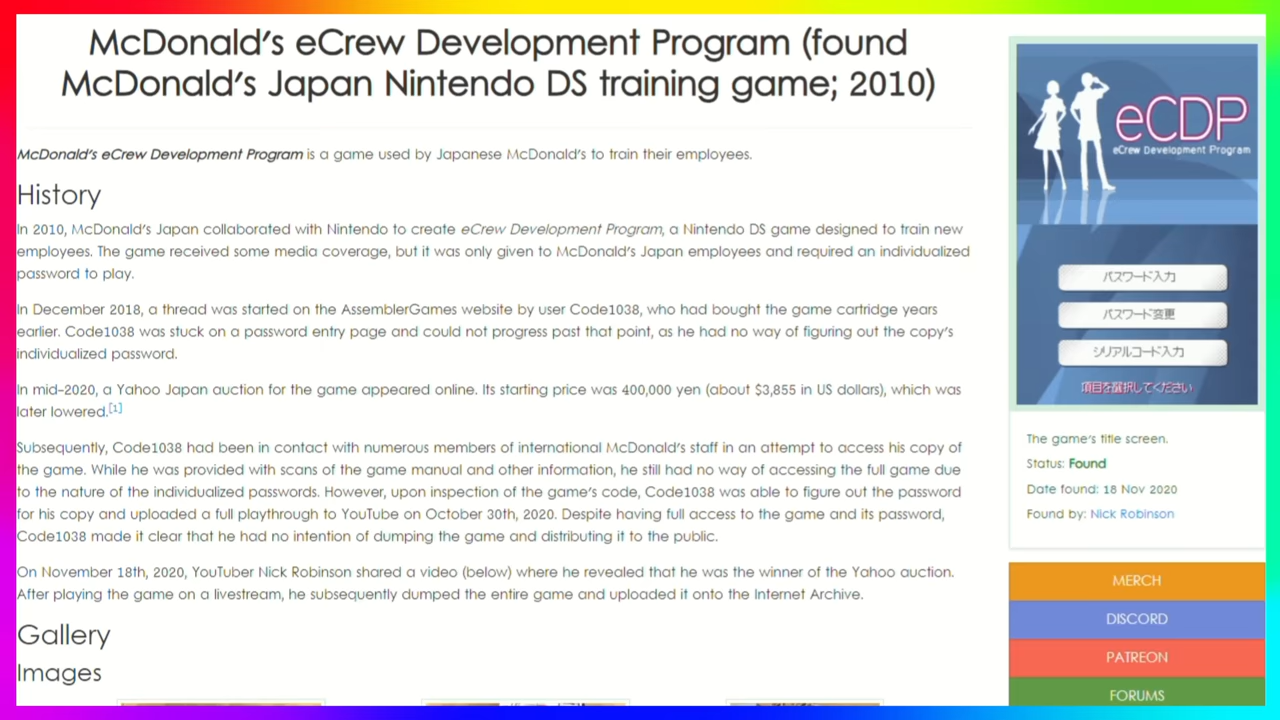 McDonald's eCrew Development Program (found
McDonald's Japan Nintendo DS training game; 2010)
McDonald's eCrew Development Program is a game used by Japanese McDonald's to train their employees.
History
In 2010, McDonald's Japan collaborated with Nintendo to create eCrew Development Program, a Nintendo DS game designed to train new
employees. The game received some media coverage, but it was only given to McDonald's Japan employees and required an individualized
password to play.
In December 2018, a thread was started on the AssemblerGames website by user Code1038, who had bought the game cartridge years
earlier. Code1038 was stuck on a password entry page and could not progress past that point, as he had no way of figuring out the copy's
individualized password.
In mid-2020, a Yahoo Japan auction for the game appeared online. Its starting price was 400,000 yen (about $3,855 in US dollars), which was
later lowered.[1]
Subsequently, Code1038 had been in contact with numerous members of international McDonald's staff in an attempt to access his copy of
the game. While he was provided with scans of the game manual and other information, he still had no way of accessing the full game due
to the nature of the individualized passwords. However, upon inspection of the game's code, Code1038 was able to figure out the password
for his copy and uploaded a full playthrough to YouTube on October 30th, 2020. Despite having full access to the game and its password,
Code1038 made it clear that he had no intention of dumping the game and distributing it to the public.
On November 18th, 2020, YouTuber Nick Robinson shared a video (below) where he revealed that he was the winner of the Yahoo auction.
After playing the game on a livestream, he subsequently dumped the entire game and uploaded it onto the Internet Archive.
Gallery
Images
eCDP
eCrew Development Program
パスワード入力
パスワード変更
シリアルコード入力
項目を選択してください
The game's title screen.
Status: Found
Date found: 18 Nov 2020
Found by: Nick Robinson
MERCH
DISCORD
PATREON
FORUMS